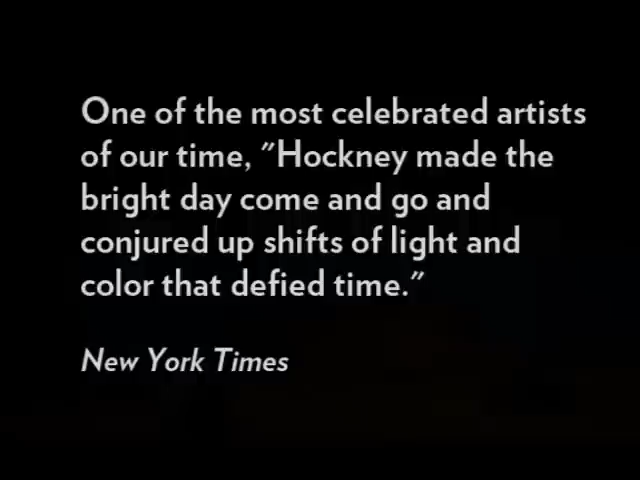 One of the most celebrated artists
of our time, "Hockney made the
bright day come and go and
conjured up shifts of light and
color that defied time."
New York Times